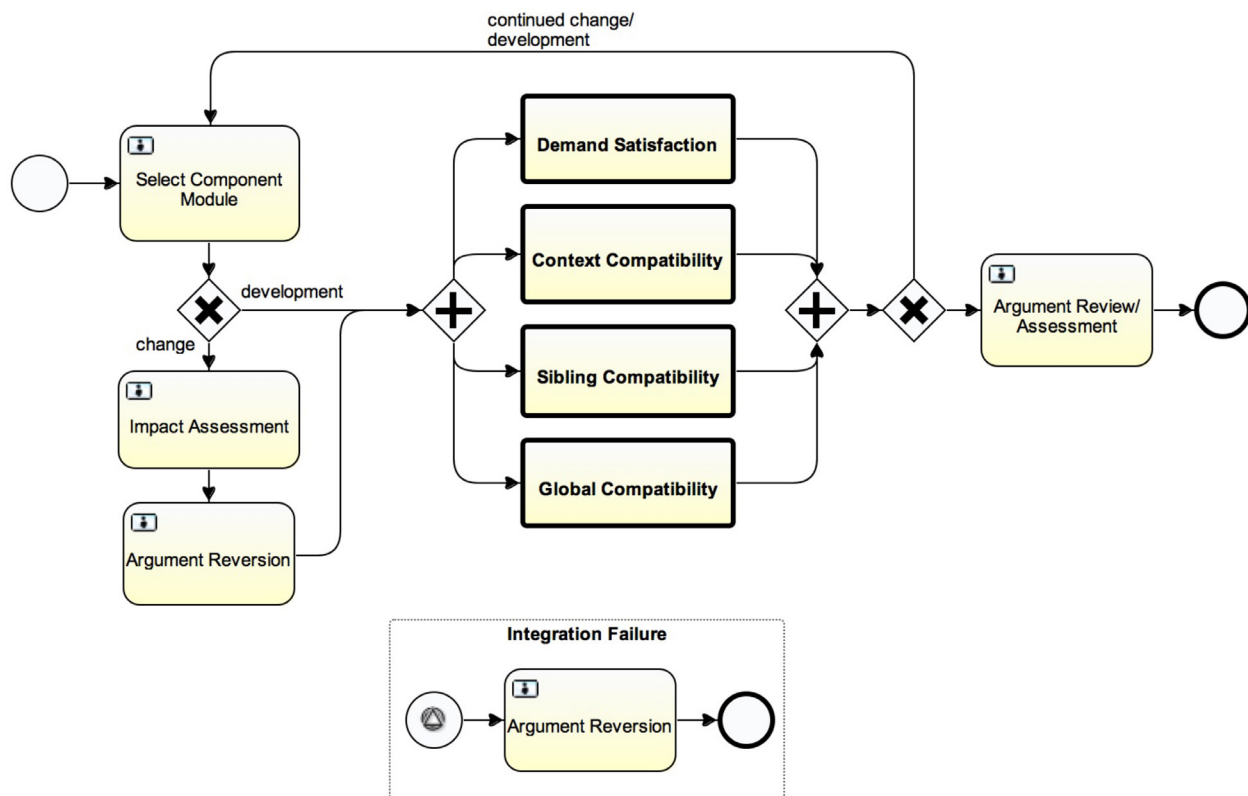 continued change/
development
Select Component
Module
development
change
Impact Assessment
Argument Reversion
Demand Satisfaction
Context Compatibility
Sibling Compatibility
Global Compatibility
Argument Review/
Assessment
Integration Failure
Argument Reversion